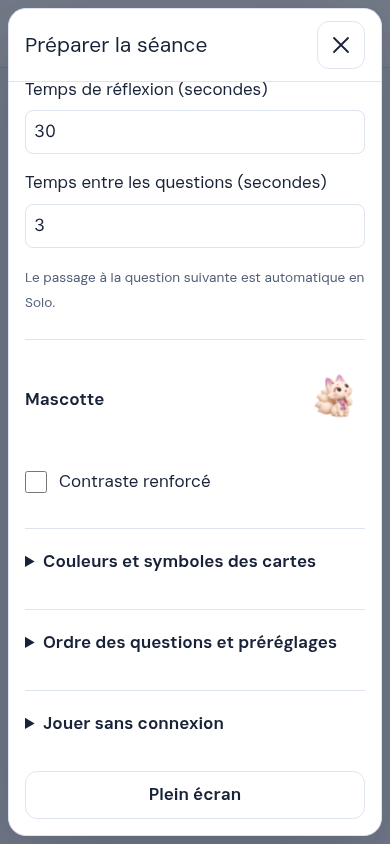 Préparer la séance
Temps de réflexion (secondes)
30
Temps entre les questions (secondes)
3
Le passage à la question suivante est automatique en
Solo.
Mascotte
Contraste renforcé
Couleurs et symboles des cartes
Ordre des questions et préréglages
Jouer sans connexion
Plein écran